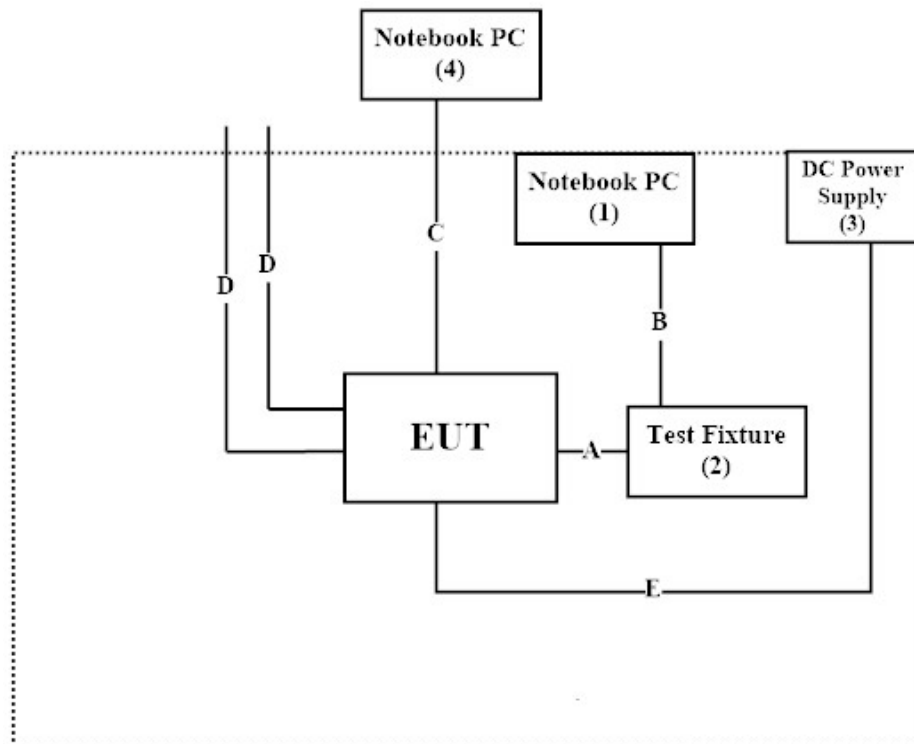 Notebook PC
(4)
Notebook PC
(1)
DC Power
Supply
(3)
C
D
D
B
EUT
A
Test Fixture
(2)
E